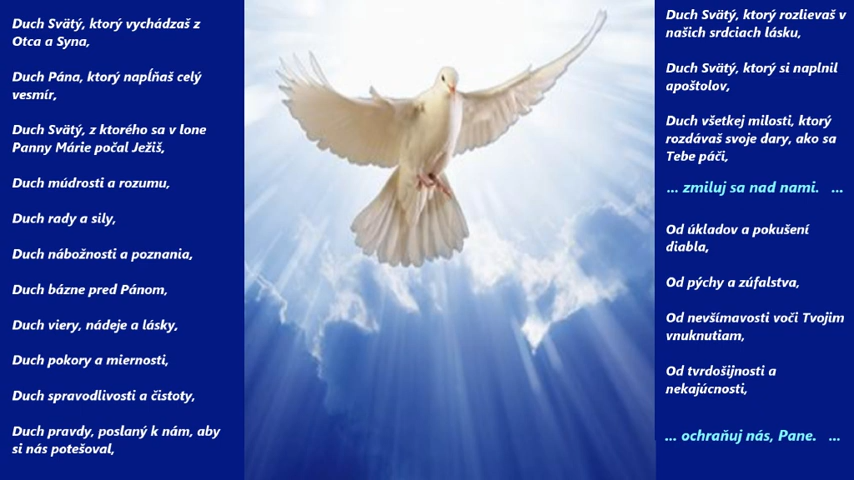 Duch Svätý, ktorý vychádzaš z
Otca a Syna,
Duch Pána, ktorý napĺňaš celý
vesmír,
Duch Svätý, z ktorého sa v lone
Panny Márie počal Ježiš,
Duch múdrosti a rozumu,
Duch rady a sily,
Duch nábožnosti a poznania,
Duch bázne pred Pánom,
Duch viery, nádeje a lásky,
Duch pokory a miernosti,
Duch spravodlivosti a čistoty,
Duch pravdy, poslaný k nám, aby
si nás potešoval,
Duch Svätý, ktorý rozlievaš v
našich srdciach lásku,
Duch Svätý, ktorý si naplnil
apoštolov,
Duch všetkej milosti, ktorý
rozdávaš svoje dary, ako sa
Tebe páči,
... zmiluj sa nad nami. ...
Od úkladov a pokušení
diabla,
Od pýchy a zúfalstva,
Od nevšímavosti voči Tvojim
vnuknutiam,
Od tvrdošijnosti a
nekajúcnosti,
... ochraňuj nás, Pane. ...